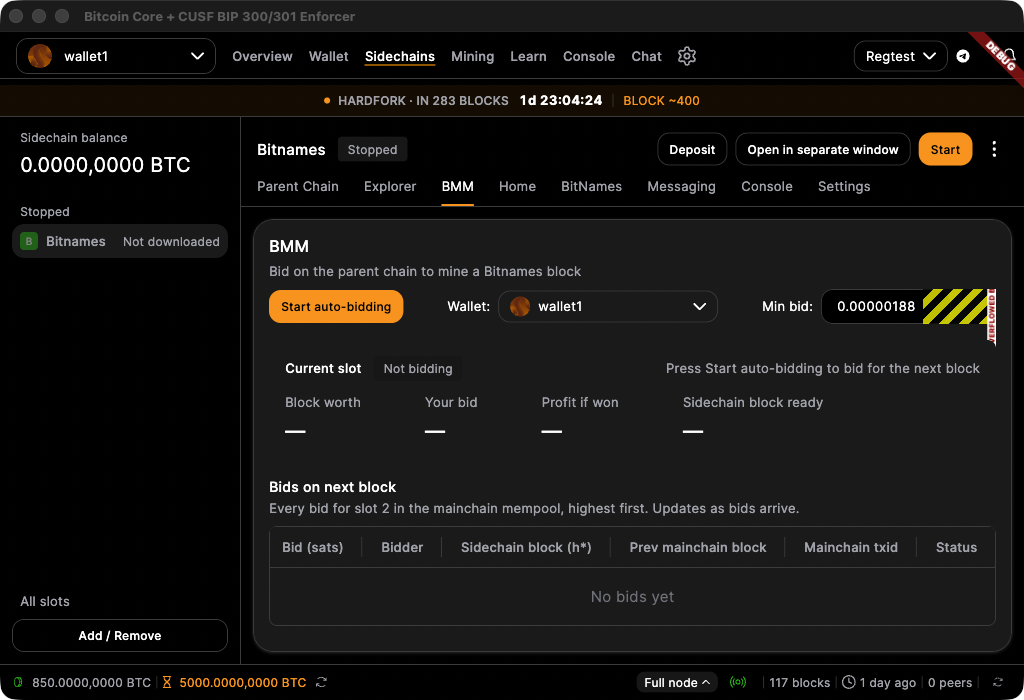 Bitcoin Core + CUSF BIP 300/301 Enforcer
wallet1 Overview Wallet Sidechains Mining Learn Console Chat Regtest DEBUG
HARDFORK · IN 283 BLOCKS 1d 23:04:24 BLOCK ~400
Sidechain balance
0.0000,0000 BTC
Stopped
B Bitnames Not downloaded
All slots
Add / Remove
Bitnames Stopped Deposit Open in separate window Start
Parent Chain Explorer BMM Home BitNames Messaging Console Settings
BMM
Bid on the parent chain to mine a Bitnames block
Start auto-bidding Wallet: wallet1 Min bid: 0.00000188
Current slot Not bidding Press Start auto-bidding to bid for the next block
Block worth Your bid Profit if won Sidechain block ready
— — — —
Bids on next block
Every bid for slot 2 in the mainchain mempool, highest first. Updates as bids arrive.
Bid (sats) Bidder Sidechain block (h*) Prev mainchain block Mainchain txid Status
No bids yet
850.0000,0000 BTC 5000.0000,0000 BTC Full node 117 blocks 1 day ago 0 peers